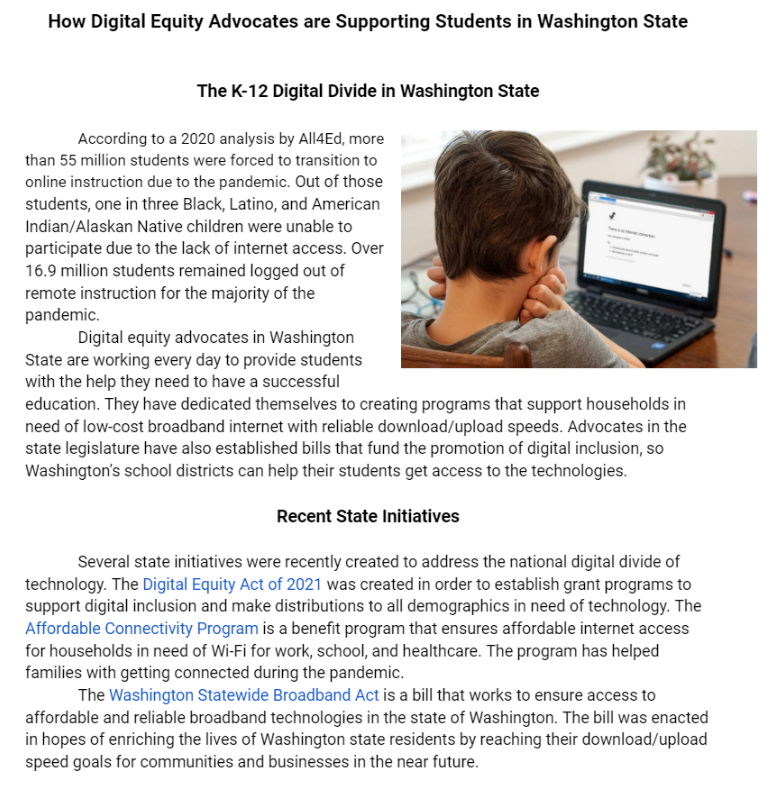 How Digital Equity Advocates are Supporting Students in Washington State
The K-12 Digital Divide in Washington State
According to a 2020 analysis by All4Ed, more
than 55 million students were forced to transition to
online instruction due to the pandemic. Out of those
students, one in three Black, Latino, and American
Indian/Alaskan Native children were unable to
participate due to the lack of internet access. Over
16.9 million students remained logged out of
remote instruction for the majority of the
pandemic.
Digital equity advocates in Washington
State are working every day to provide students
with the help they need to have a successful
education. They have dedicated themselves to creating programs that support households in
need of low-cost broadband internet with reliable download/upload speeds. Advocates in the
state legislature have also established bills that fund the promotion of digital inclusion, so
Washington's school districts can help their students get access to the technologies.
There is no Internet connection
Recent State Initiatives
Several state initiatives were recently created to address the national digital divide of
technology. The Digital Equity Act of 2021 was created in order to establish grant programs to
support digital inclusion and make distributions to all demographics in need of technology. The
Affordable Connectivity Program is a benefit program that ensures affordable internet access
for households in need of Wi-Fi for work, school, and healthcare. The program has helped
families with getting connected during the pandemic.
The Washington Statewide Broadband Act is a bill that works to ensure access to
affordable and reliable broadband technologies in the state of Washington. The bill was enacted
in hopes of enriching the lives of Washington state residents by reaching their download/upload
speed goals for communities and businesses in the near future.